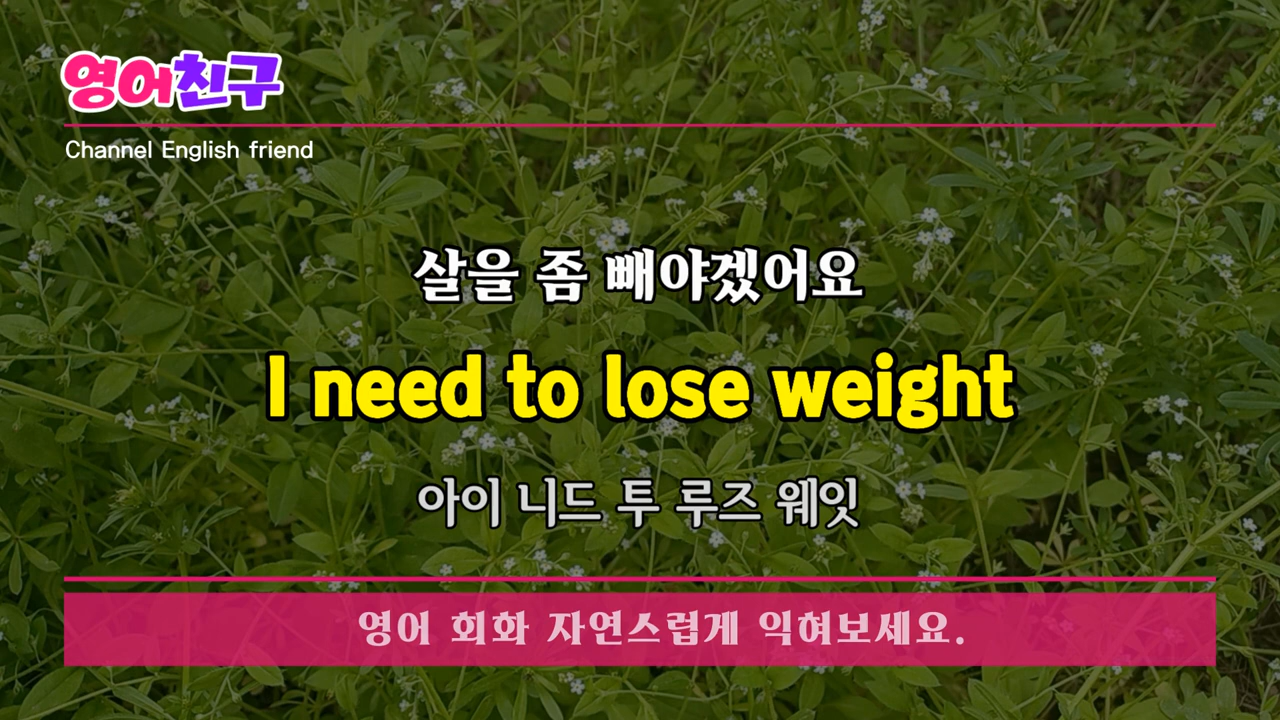 영어친구
Channel English friend
살을 좀 빼야겠어요
I need to lose weight
아이 니드 투 루즈 웨잇
영어 회화 자연스럽게 익혀보세요.